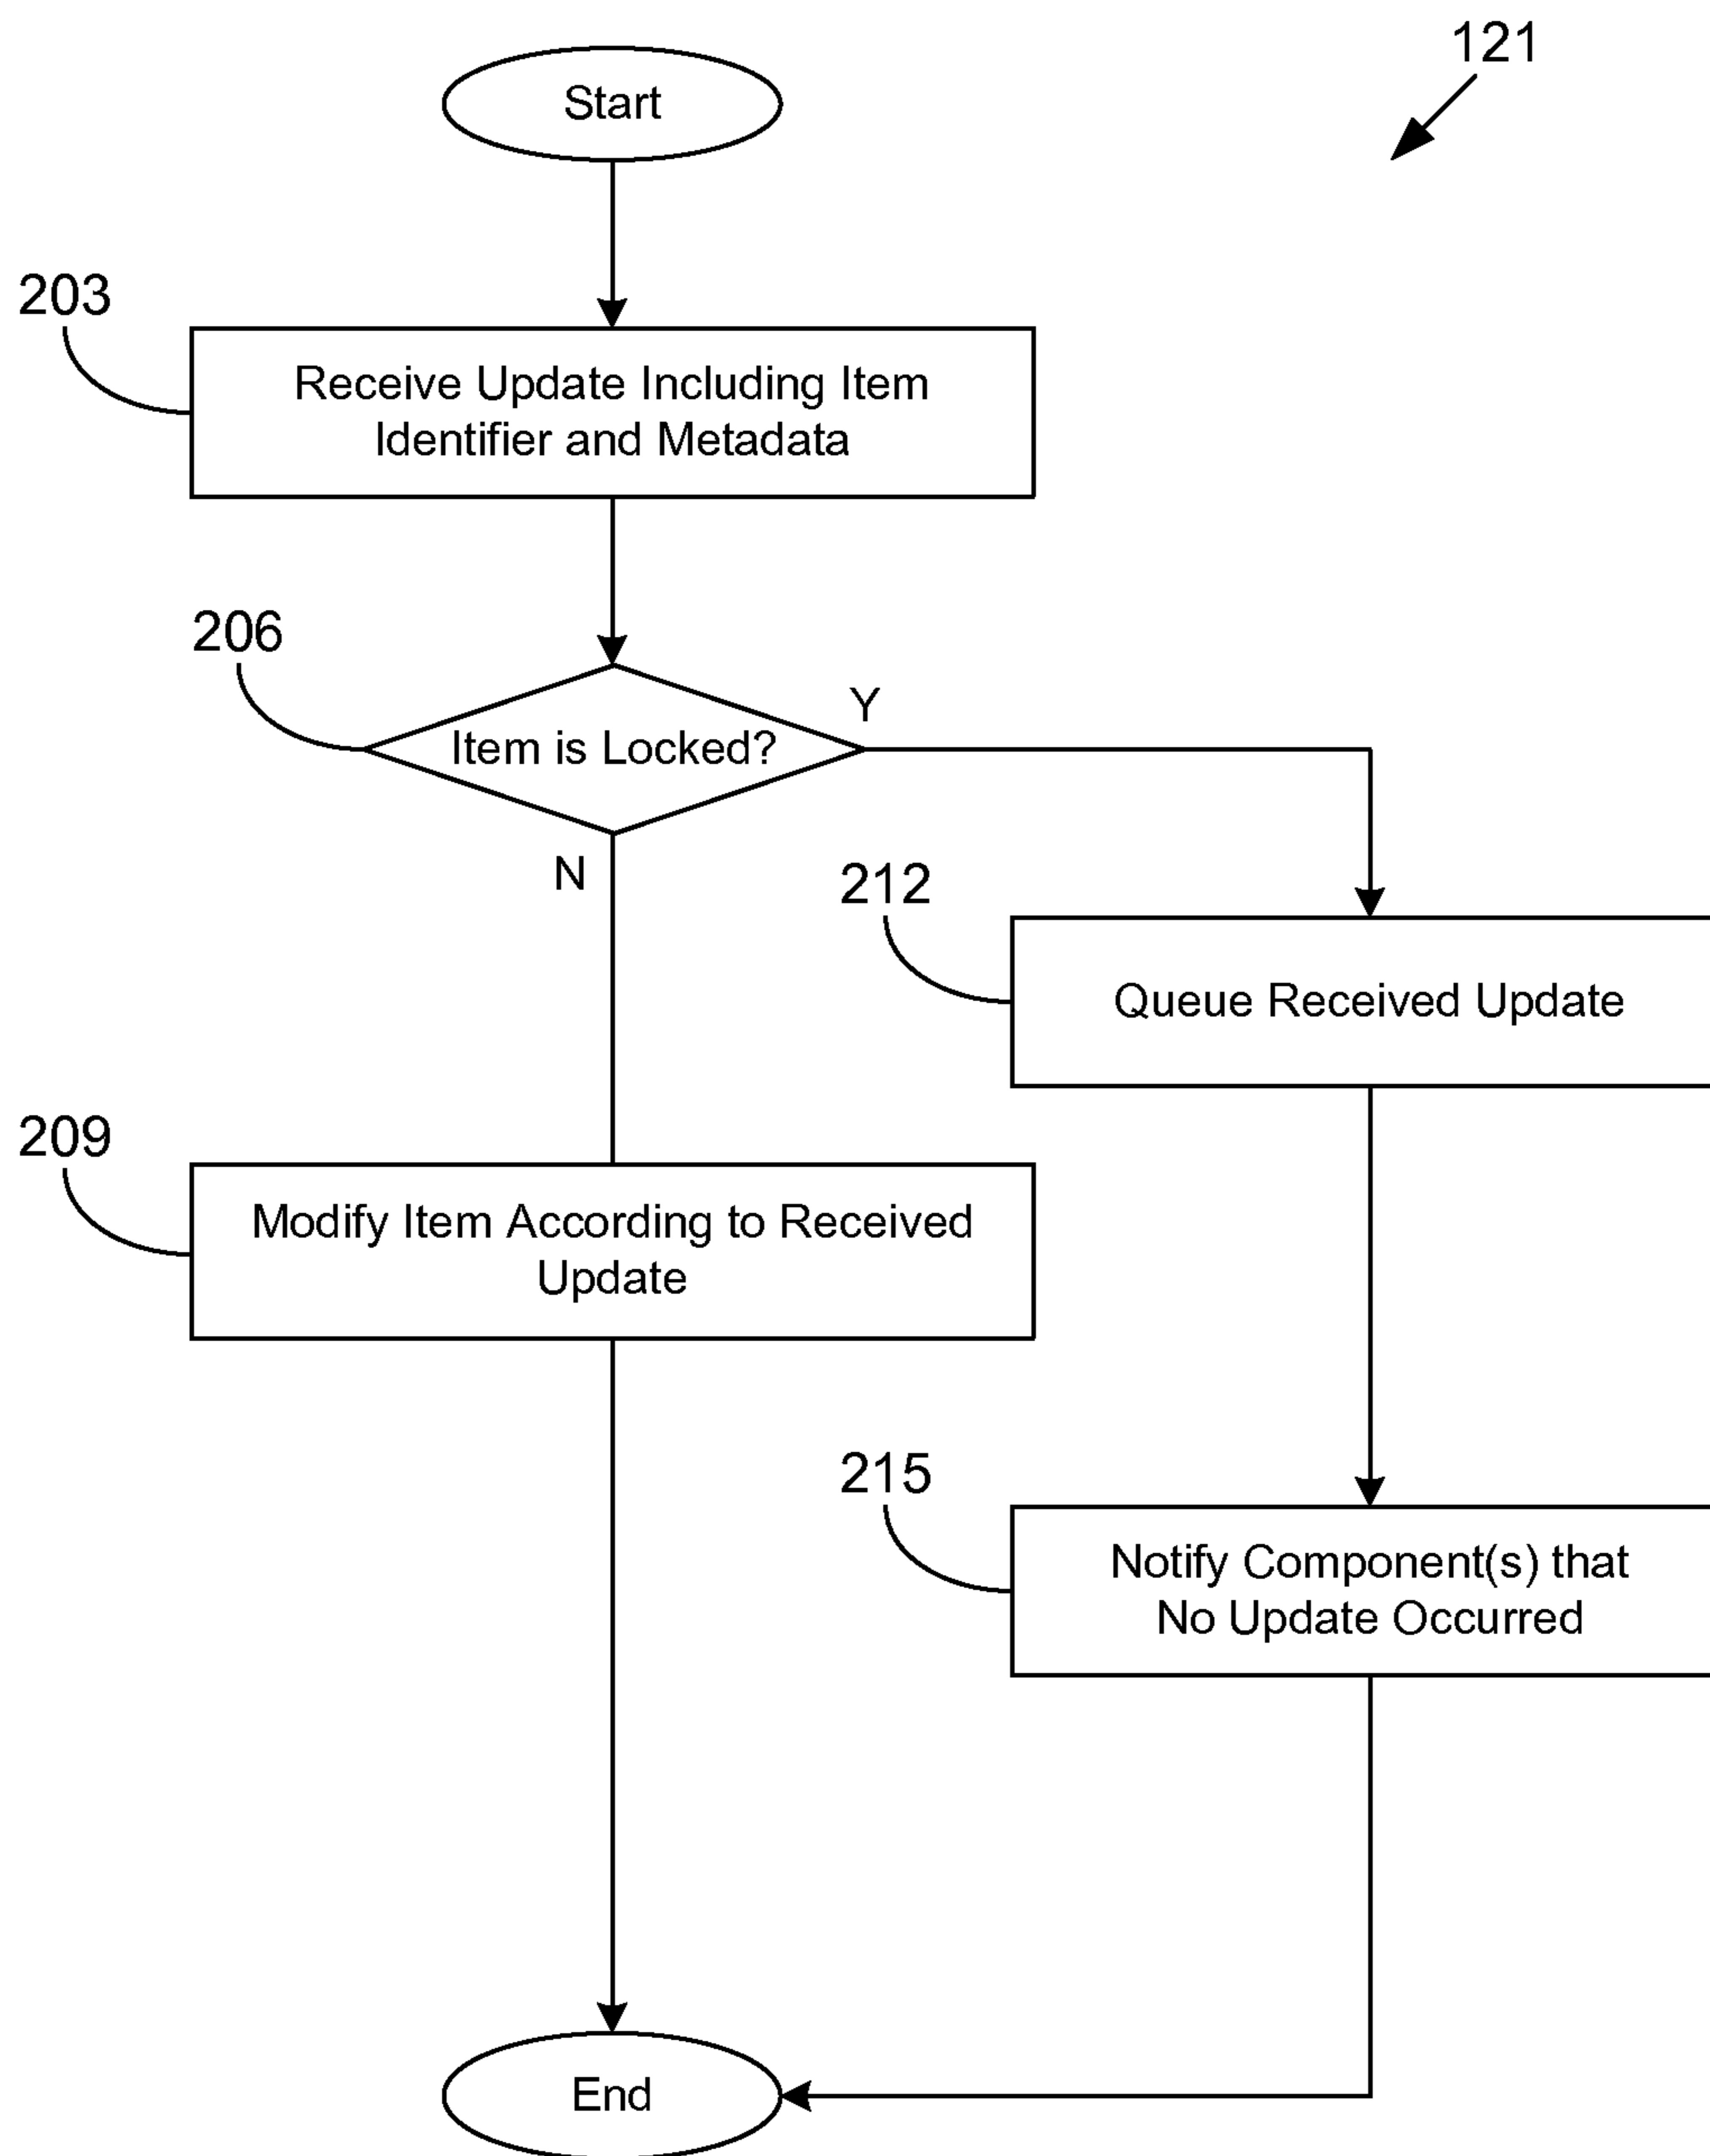 121
Start
203
Receive Update Including Item
Identifier and Metadata
206
Item is Locked?
Y
N
212
Queue Received Update
209
Modify Item According to Received
Update
215
Notify Component(s) that
No Update Occurred
End